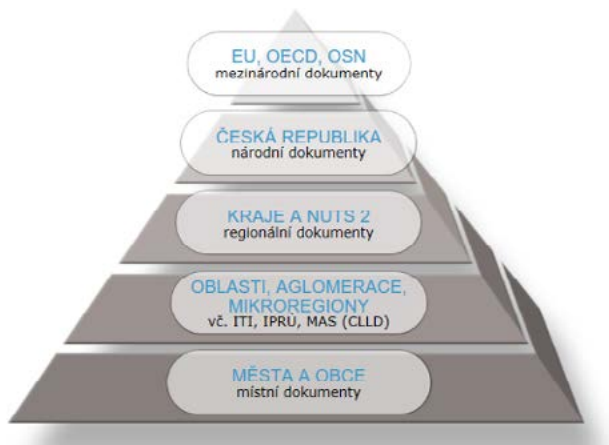 EU, OECD, OSN
mezinárodní dokumenty
ČESKÁ REPUBLIKA
národní dokumenty
KRAJE A NUTS 2
regionální dokumenty
OBLASTI, AGLOMERACE,
MIKROREGIONY
vč. ITI, IPRÚ, MAS (CLLD)
MĚSTA A OBCE
místní dokumenty